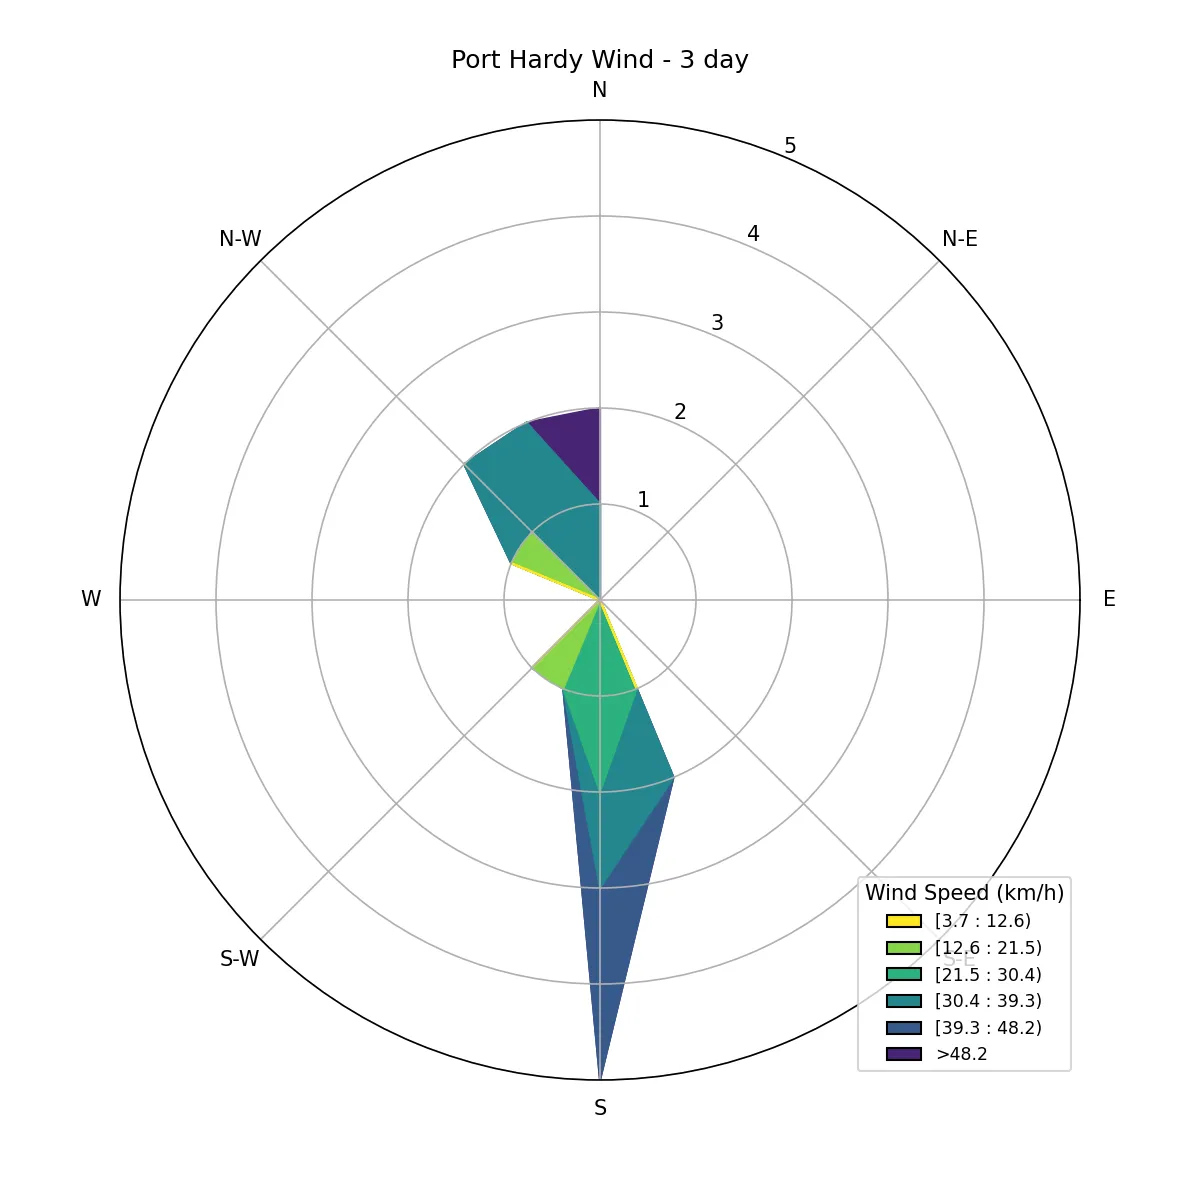 Port Hardy Wind - 3 day
N
5
N-W
N-E
4
3
2
1
W
E
S-W
S-E
S
Wind Speed (km/h)
[3.7 : 12.6)
[12.6 : 21.5)
[21.5 : 30.4)
[30.4 : 39.3)
[39.3 : 48.2)
>48.2